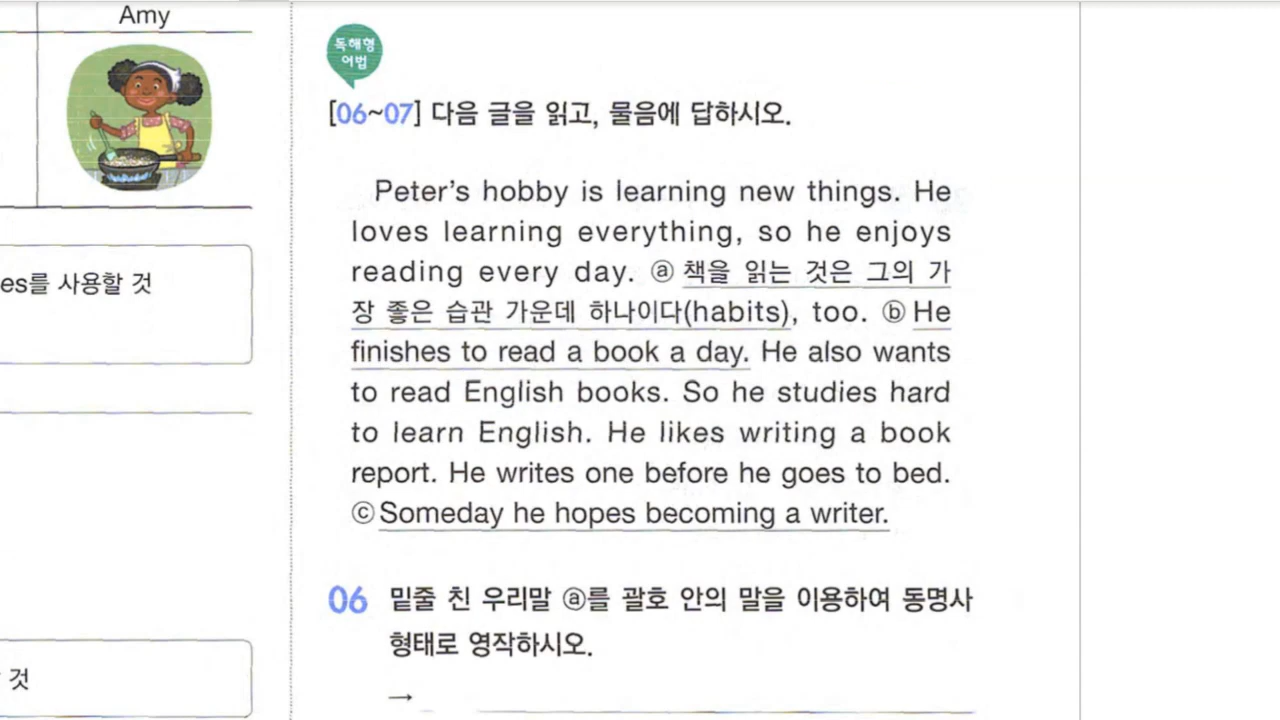 Amy
es를 사용할 것
것
독해형
어법
[06~07] 다음 글을 읽고, 물음에 답하시오.
Peter's hobby is learning new things. He
loves learning everything, so he enjoys
reading every day. ⓐ 책을 읽는 것은 그의 가
장 좋은 습관 가운데 하나이다(habits), too. ⓑ He
finishes to read a book a day. He also wants
to read English books. So he studies hard
to learn English. He likes writing a book
report. He writes one before he goes to bed.
ⓒ Someday he hopes becoming a writer.
06 밑줄 친 우리말 ⓐ를 괄호 안의 말을 이용하여 동명사
형태로 영작하시오.
→